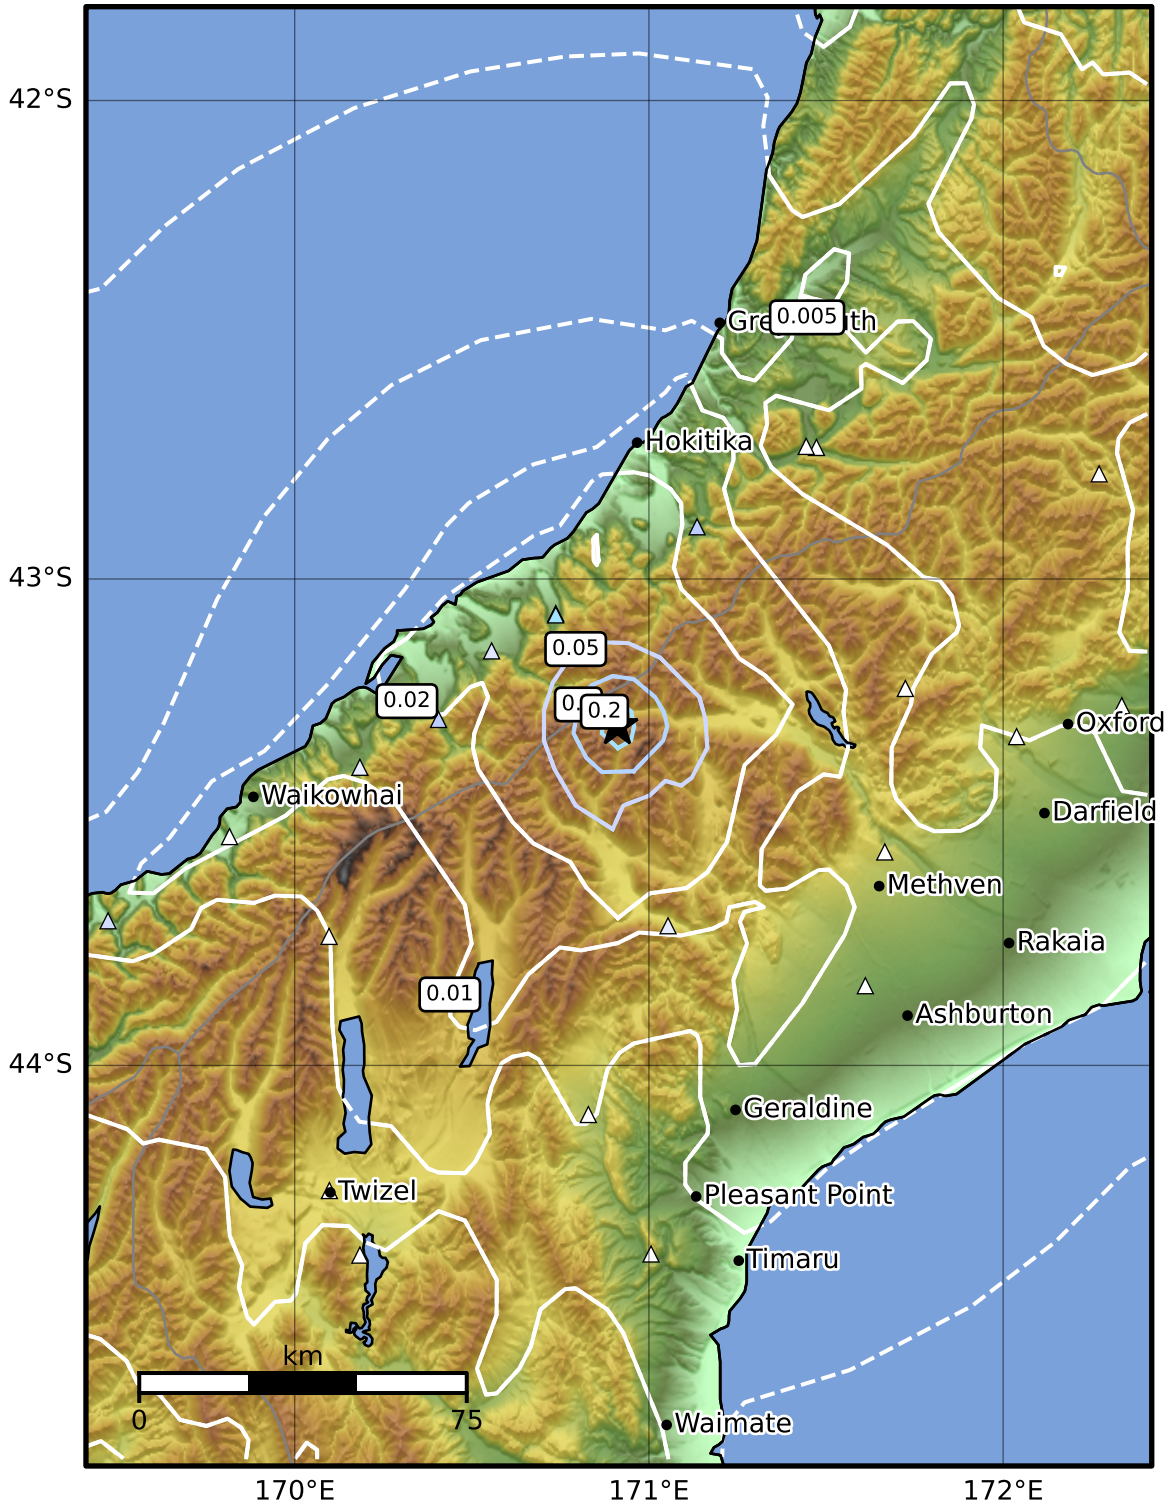 42°S
0.005
Hokitika
43°S
0.05
0.02
0.2
Oxford
Waikowhai
Darfield
Methven
Rakaia
0.01
Ashburton
44°S
Geraldine
Twizel
Pleasant Point
Timaru
km
0 75
Waimate
170°E 171°E 172°E